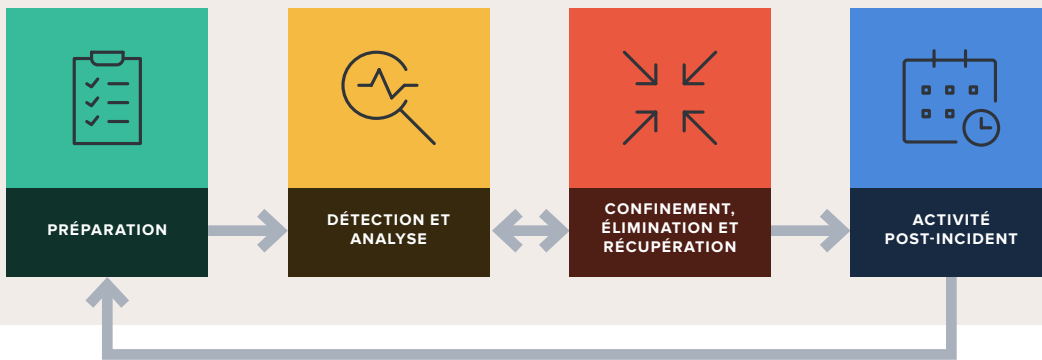 PRÉPARATION
DÉTECTION ET
ANALYSE
CONFINEMENT,
ÉLIMINATION ET
RÉCUPÉRATION
ACTIVITÉ
POST-INCIDENT